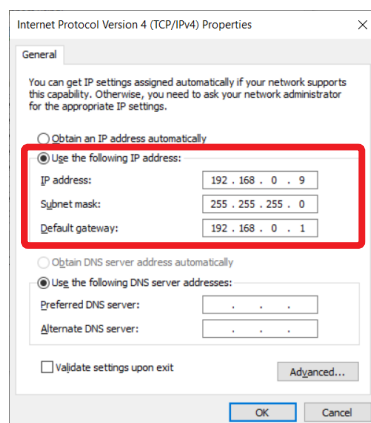 Internet Protocol Version 4 (TCP/IPv4) Properties
General
You can get IP settings assigned automatically if your network supports
this capability. Otherwise, you need to ask your network administrator
for the appropriate IP settings.
Obtain an IP address automatically
Use the following IP address:
IP address: 192 . 168 . 0 . 9
Subnet mask: 255 . 255 . 255 . 0
Default gateway: 192 . 168 . 0 . 1
Obtain DNS server address automatically
Use the following DNS server addresses:
Preferred DNS server: . . .
Alternate DNS server: . . .
Validate settings upon exit
Advanced...
OK Cancel